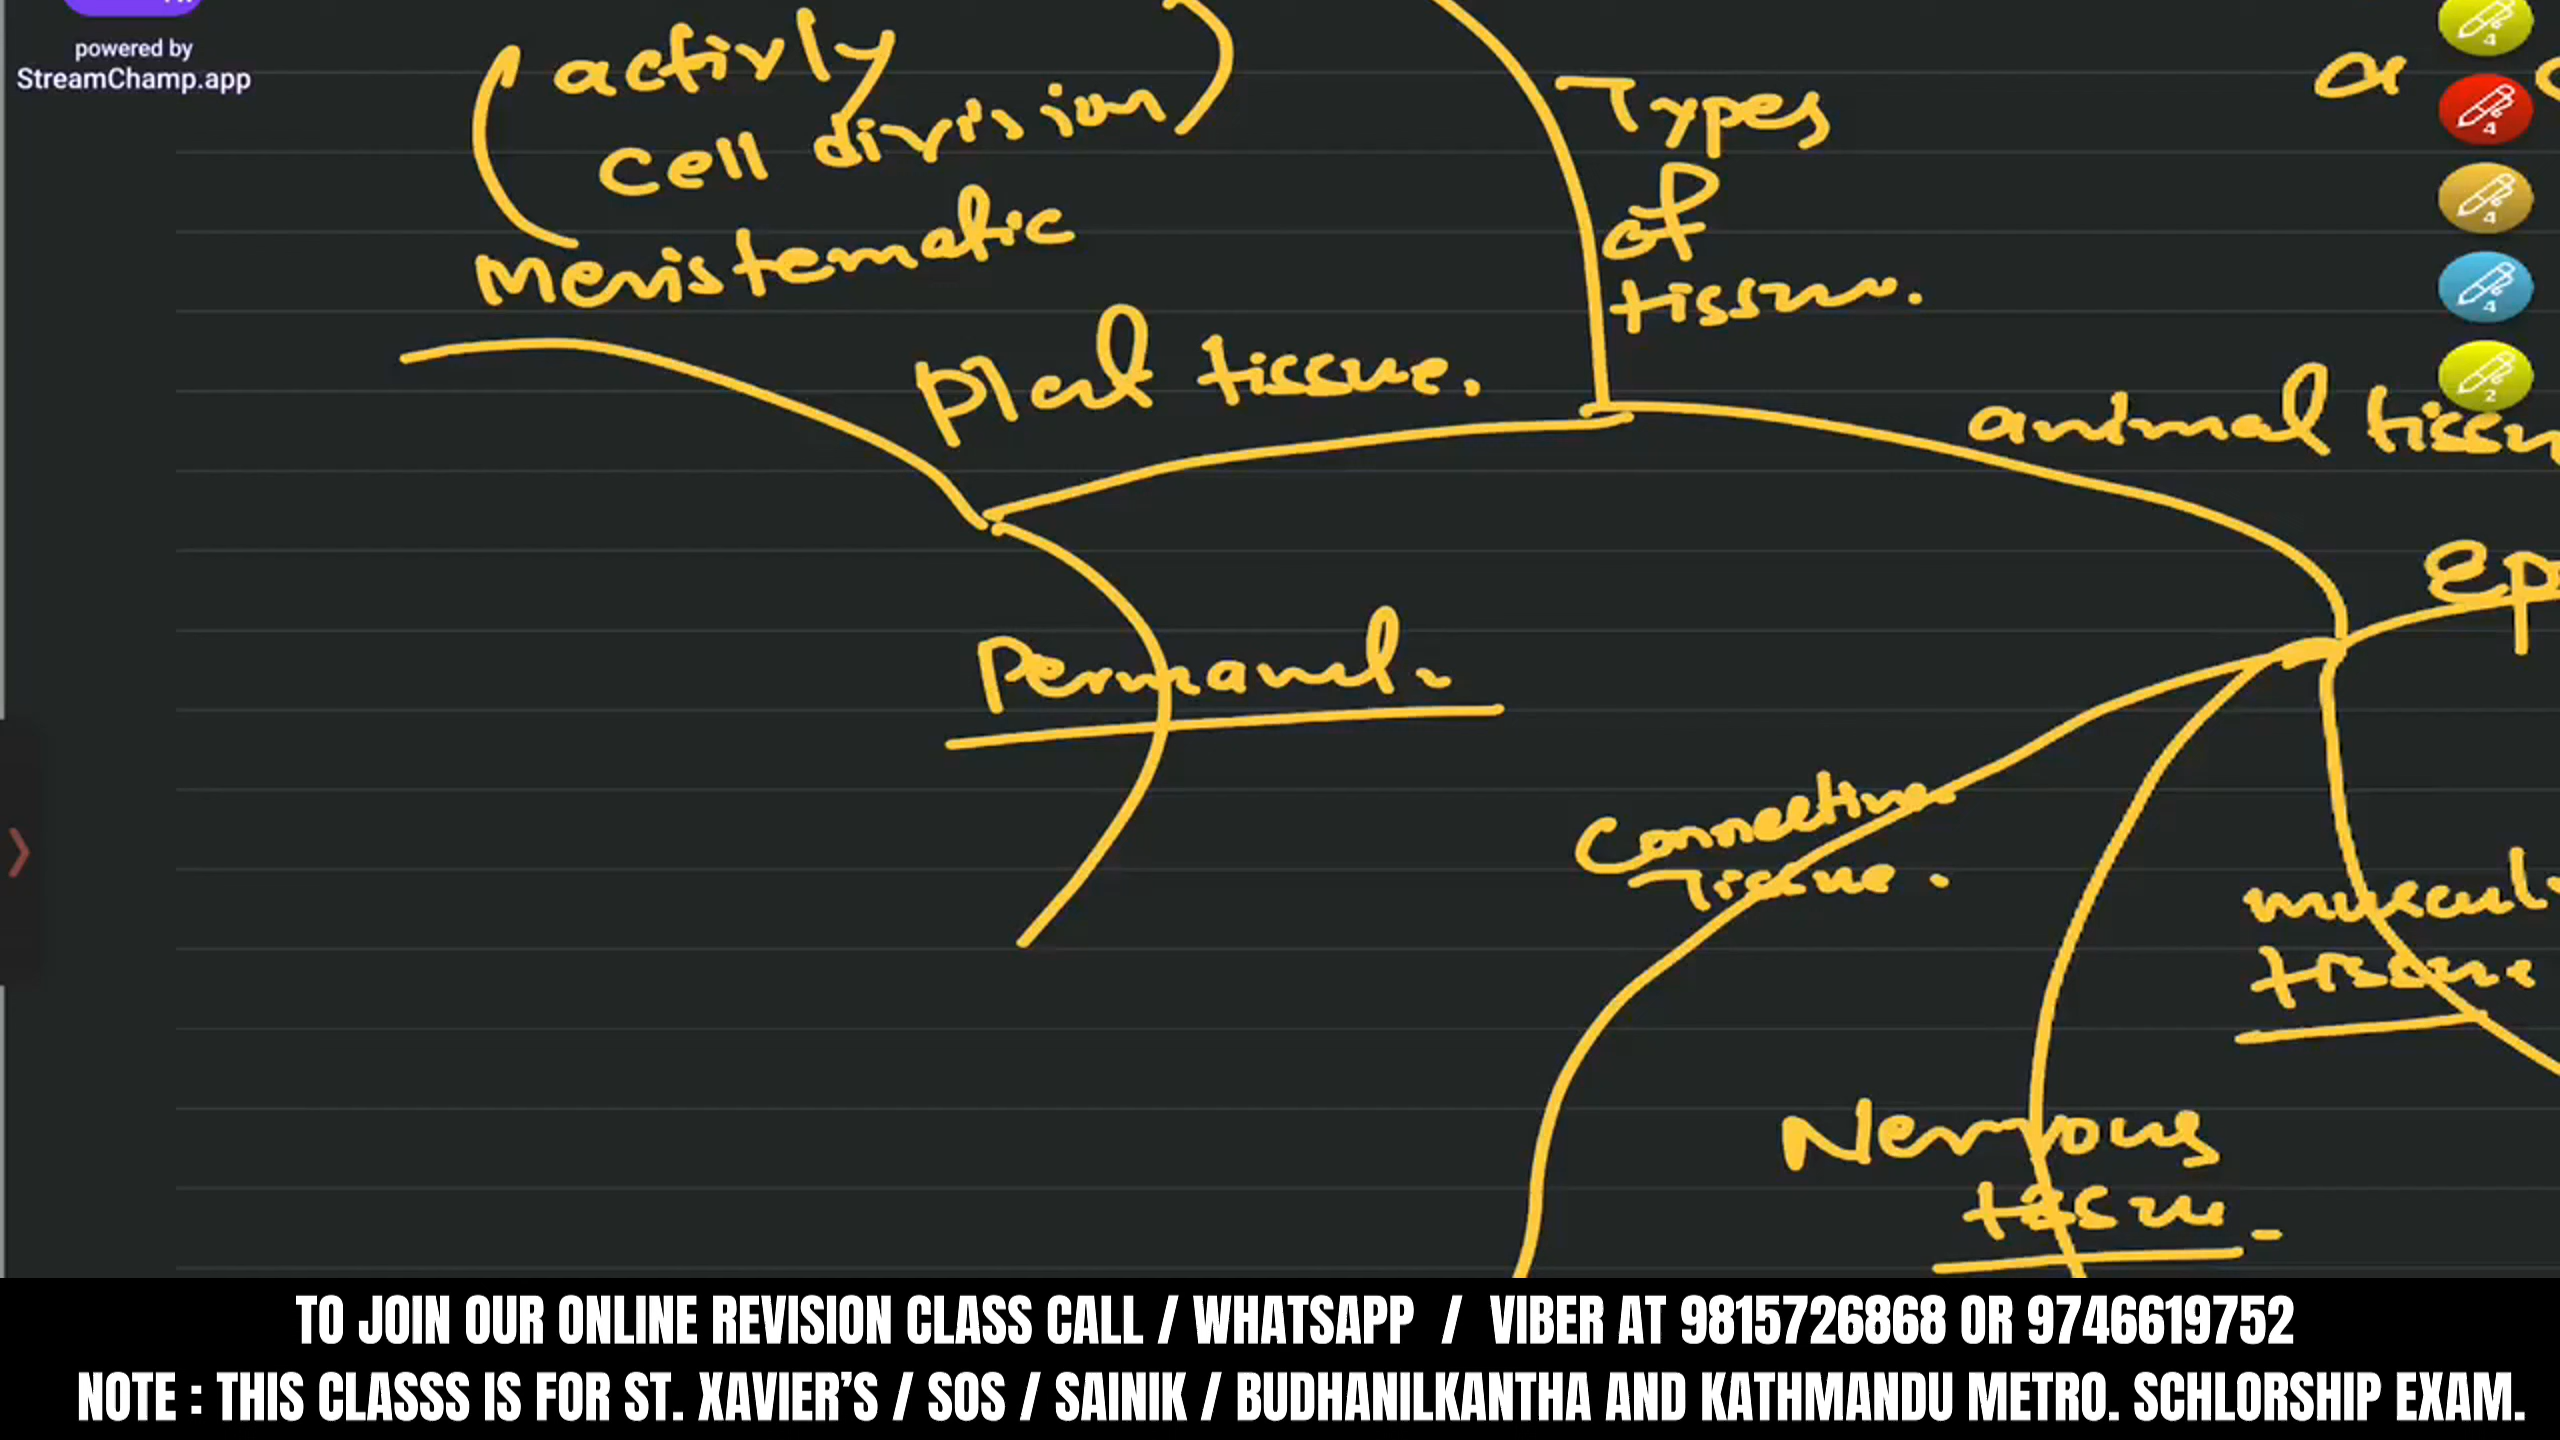 powered by
StreamChamp.app
(activly
cell division)
Meristematic
Types
of
tissue.
Plant tissue.
animal tissu
ep
Permanent
Connective
Tissue.
muscul
tissue
Nervous
tissue
TO JOIN OUR ONLINE REVISION CLASS CALL / WHATSAPP / VIBER AT 9815726868 OR 9746619752
NOTE : THIS CLASSS IS FOR ST. XAVIER'S / SOS / SAINIK / BUDHANILKANTHA AND KATHMANDU METRO. SCHLORSHIP EXAM.